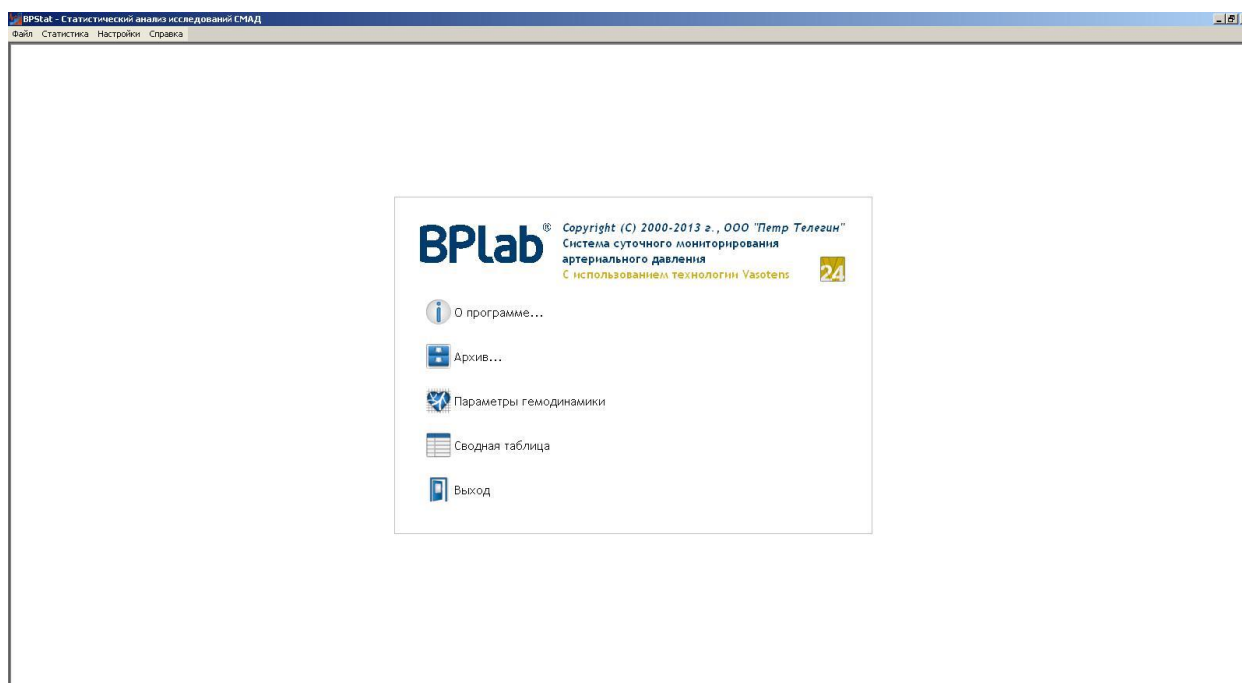 BPStat - Статистический анализ исследований СМАД
Файл Статистика Настройки Справка
BPLab®
Copyright (C) 2000-2013 г., ООО "Петр Телегин"
Система суточного мониторирования
артериального давления
С использованием технологии Vasotens
24
О программе...
Архив...
Параметры гемодинамики
Сводная таблица
Выход